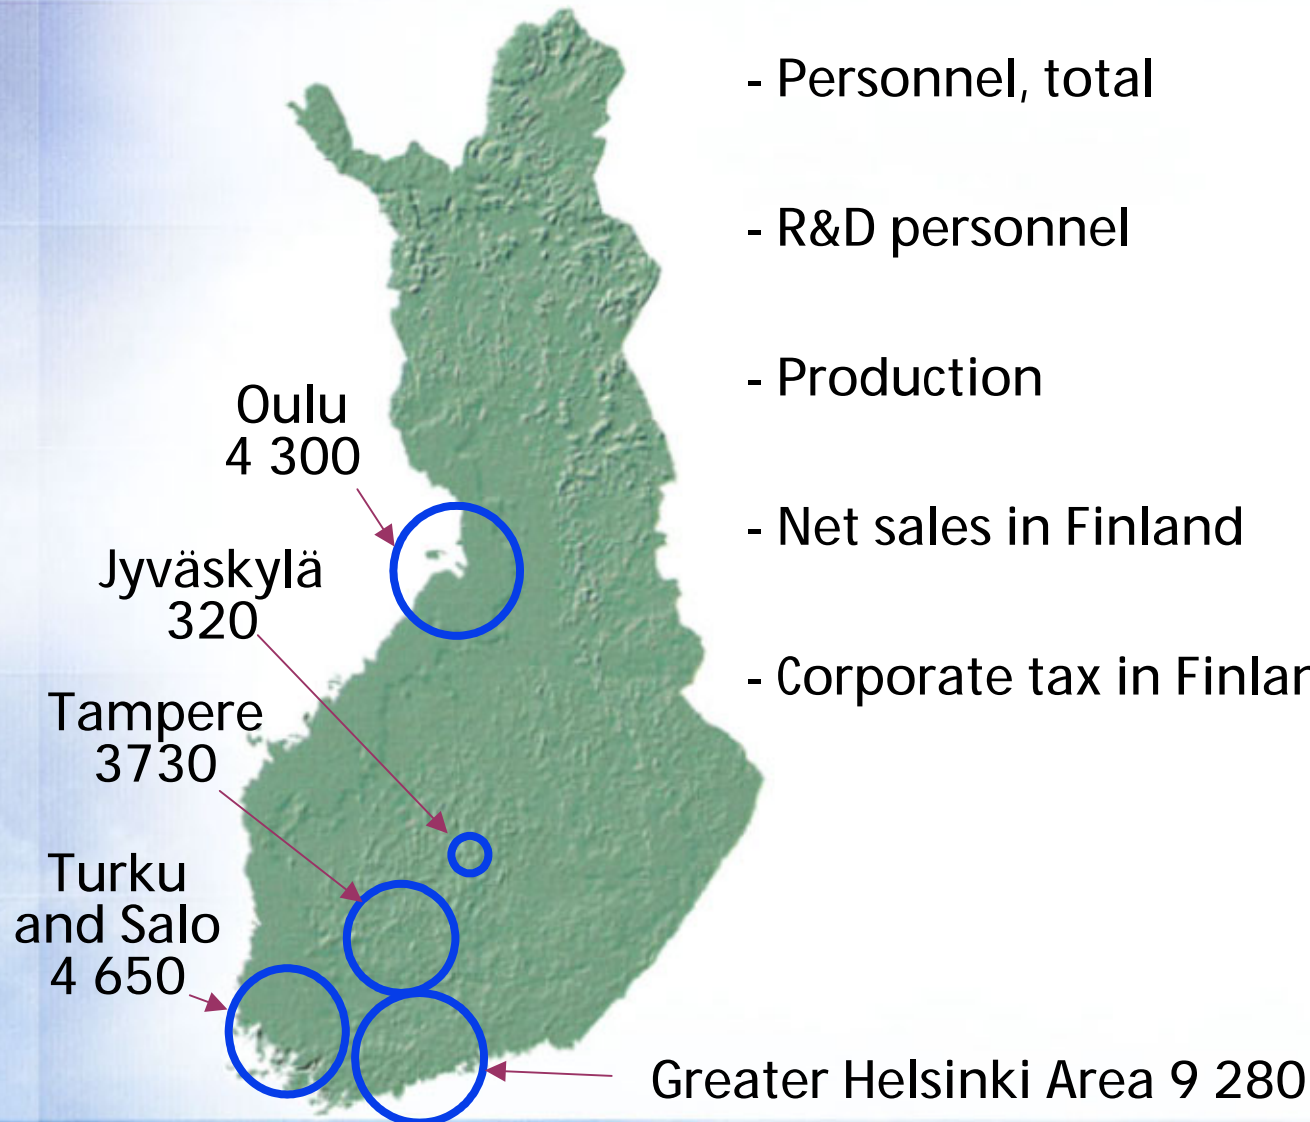 - Personnel, total
- R&D personnel
- Production
- Net sales in Finland
- Corporate tax in Finlan
Oulu
4 300
Jyväskylä
320
Tampere
3730
Turku
and Salo
4 650
Greater Helsinki Area 9 280